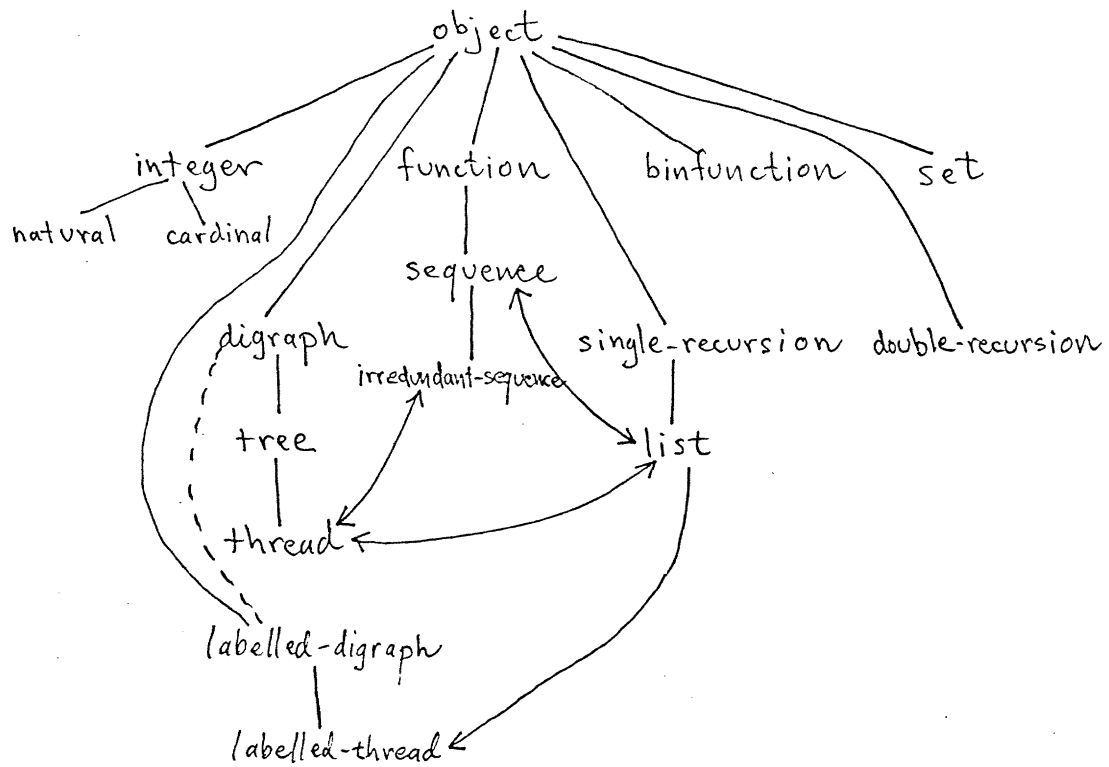 object
integer
function
binfunction
set
natural
cardinal
sequence
digraph
single-recursion
double-recursion
irredundant-sequence
tree
list
thread
labelled-digraph
labelled-thread